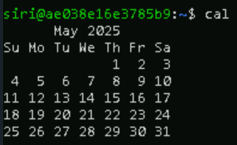 siri@ae038e16e3785b9:~$ cal
      May 2025
Su Mo Tu We Th Fr Sa
             1  2  3
 4  5  6  7  8  9 10
11 12 13 14 15 16 17
18 19 20 21 22 23 24
25 26 27 28 29 30 31